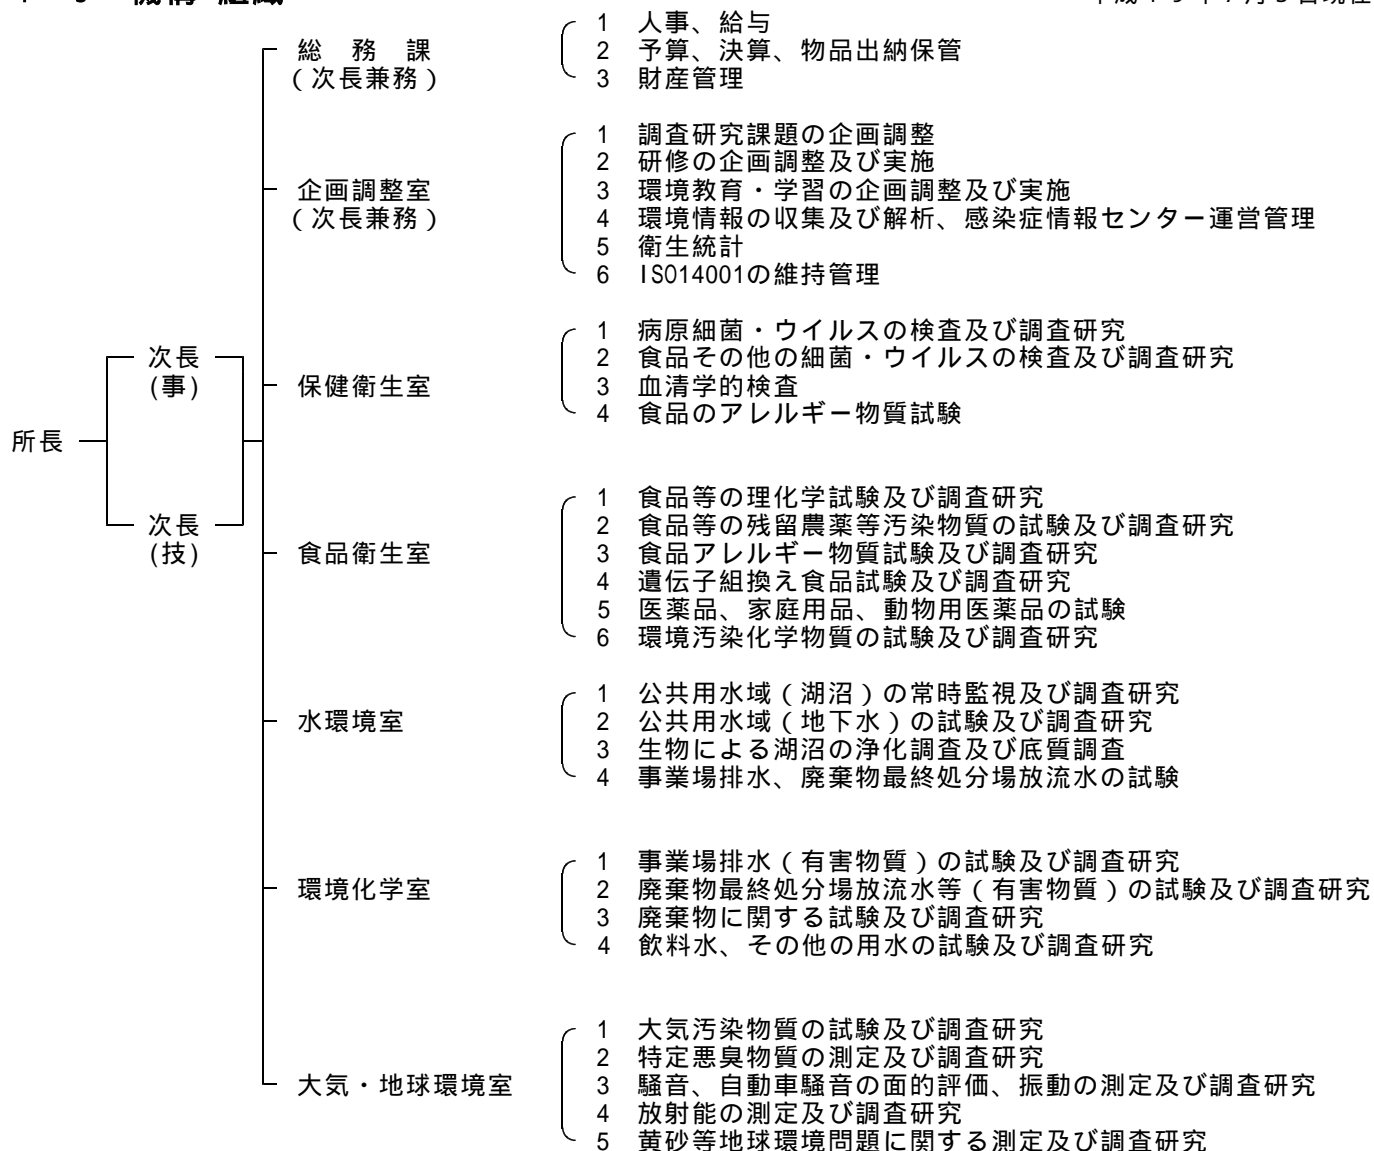 機構 組織
総務課
(次長兼務)
1 人事、給与
2 予算、決算、物品出納保管
3 財産管理
企画調整室
(次長兼務)
1 調査研究課題の企画調整
2 研修の企画調整及び実施
3 環境教育・学習の企画調整及び実施
4 環境情報の収集及び解析、感染症情報センター運営管理
5 衛生統計
6 ISO14001の維持管理
所長
次長
(事)
次長
(技)
保健衛生室
1 病原細菌・ウイルスの検査及び調査研究
2 食品その他の細菌・ウイルスの検査及び調査研究
3 血清学的検査
4 食品のアレルギー物質試験
食品衛生室
1 食品等の理化学試験及び調査研究
2 食品等の残留農薬等汚染物質の試験及び調査研究
3 食品アレルギー物質試験及び調査研究
4 遺伝子組換え食品試験及び調査研究
5 医薬品、家庭用品、動物用医薬品の試験
6 環境汚染化学物質の試験及び調査研究
水環境室
1 公共用水域(湖沼)の常時監視及び調査研究
2 公共用水域(地下水)の試験及び調査研究
3 生物による湖沼の浄化調査及び底質調査
4 事業場排水、廃棄物最終処分場放流水の試験
環境化学室
1 事業場排水(有害物質)の試験及び調査研究
2 廃棄物最終処分場放流水等(有害物質)の試験及び調査研究
3 廃棄物に関する試験及び調査研究
4 飲料水、その他の用水の試験及び調査研究
大気・地球環境室
1 大気汚染物質の試験及び調査研究
2 特定悪臭物質の測定及び調査研究
3 騒音、自動車騒音の面的評価、振動の測定及び調査研究
4 放射能の測定及び調査研究
5 黄砂等地球環境問題に関する測定及び調査研究